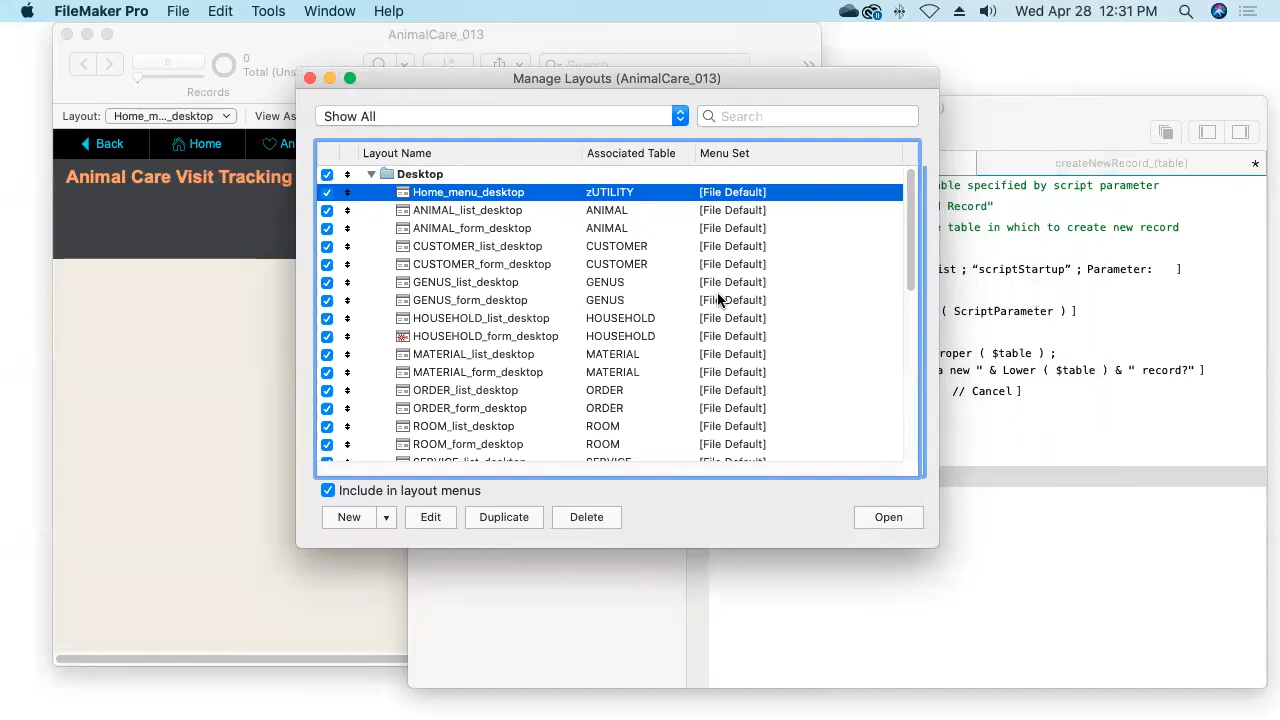 FileMaker Pro File Edit Tools Window Help Wed Apr 28 12:31 PM
AnimalCare_013
0
0
Total (Uns
Search
Records
Layout: Home_m..._desktop View As
Back Home An
Animal Care Visit Tracking
Manage Layouts (AnimalCare_013)
Show All Search
Layout Name Associated Table Menu Set
Desktop
Home_menu_desktop zUTILITY [File Default]
ANIMAL_list_desktop ANIMAL [File Default]
ANIMAL_form_desktop ANIMAL [File Default]
CUSTOMER_list_desktop CUSTOMER [File Default]
CUSTOMER_form_desktop CUSTOMER [File Default]
GENUS_list_desktop GENUS [File Default]
GENUS_form_desktop GENUS [File Default]
HOUSEHOLD_list_desktop HOUSEHOLD [File Default]
HOUSEHOLD_form_desktop HOUSEHOLD [File Default]
MATERIAL_list_desktop MATERIAL [File Default]
MATERIAL_form_desktop MATERIAL [File Default]
ORDER_list_desktop ORDER [File Default]
ORDER_form_desktop ORDER [File Default]
ROOM_list_desktop ROOM [File Default]
ROOM_form_desktop ROOM [File Default]
SERVICE_list_desktop SERVICE [File Default]
Include in layout menus
New Edit Duplicate Delete Open
createNewRecord_(table) *
ble specified by script parameter
d Record"
e table in which to create new record
ist ; “scriptStartup” ; Parameter: ]
( ScriptParameter ) ]
roper ( $table ) ;
a new " & Lower ( $table ) & " record?" ]
// Cancel ]